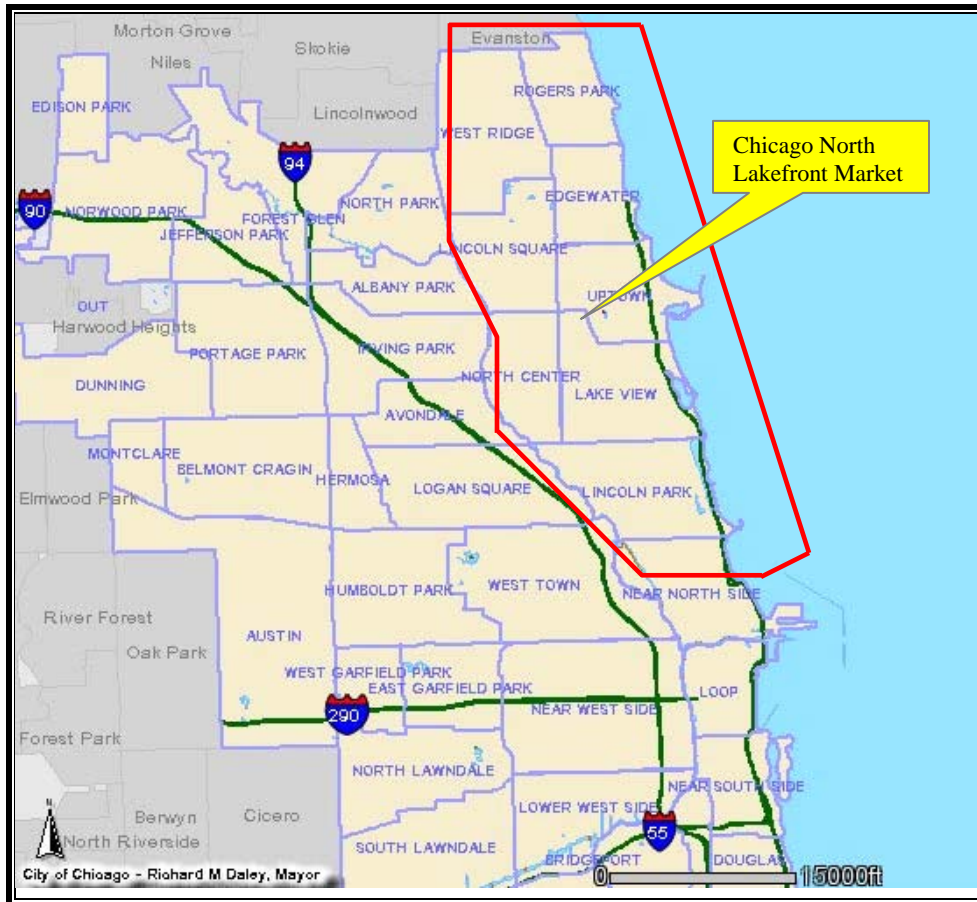 Morton Grove
Skokie
Evanston
Niles
EDISON PARK
ROGERS PARK
Lincolnwood
WEST RIDGE
Chicago North
Lakefront Market
94
90
NORWOOD PARK
FOREST GLEN
NORTH PARK
EDGEWATER
JEFFERSON PARK
LINCOLN SQUARE
ALBANY PARK
UPTOWN
OUT
Harwood Heights
PORTAGE PARK
IRVING PARK
DUNNING
NORTH CENTER
LAKE VIEW
AVONDALE
MONTCLARE
BELMONT CRAGIN
HERMOSA
LOGAN SQUARE
LINCOLN PARK
Elmwood Park
HUMBOLDT PARK
WEST TOWN
NEAR NORTH SIDE
River Forest
AUSTIN
Oak Park
WEST GARFIELD PARK
EAST GARFIELD PARK
LOOP
290
NEAR WEST SIDE
Forest Park
NORTH LAWNDALE
NEAR SOUTH SIDE
LOWER WEST SIDE
Berwyn
Cicero
N
North Riverside
55
SOUTH LAWNDALE
BRIDGEPORT
DOUGLAS
City of Chicago - Richard M Daley, Mayor
0
15000ft